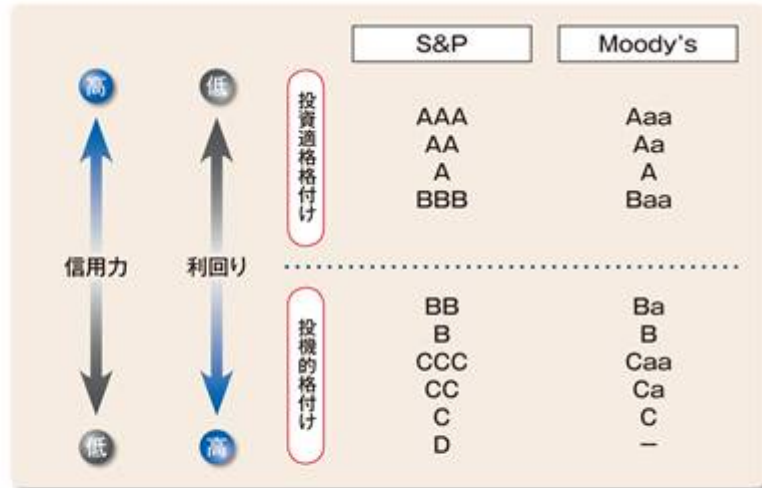 S&P Moody's
高 低
投資適格格付け
AAA Aaa
AA Aa
A A
BBB Baa
信用力 利回り
投機的格付け
BB Ba
B B
CCC Caa
CC Ca
C C
D −
低 高